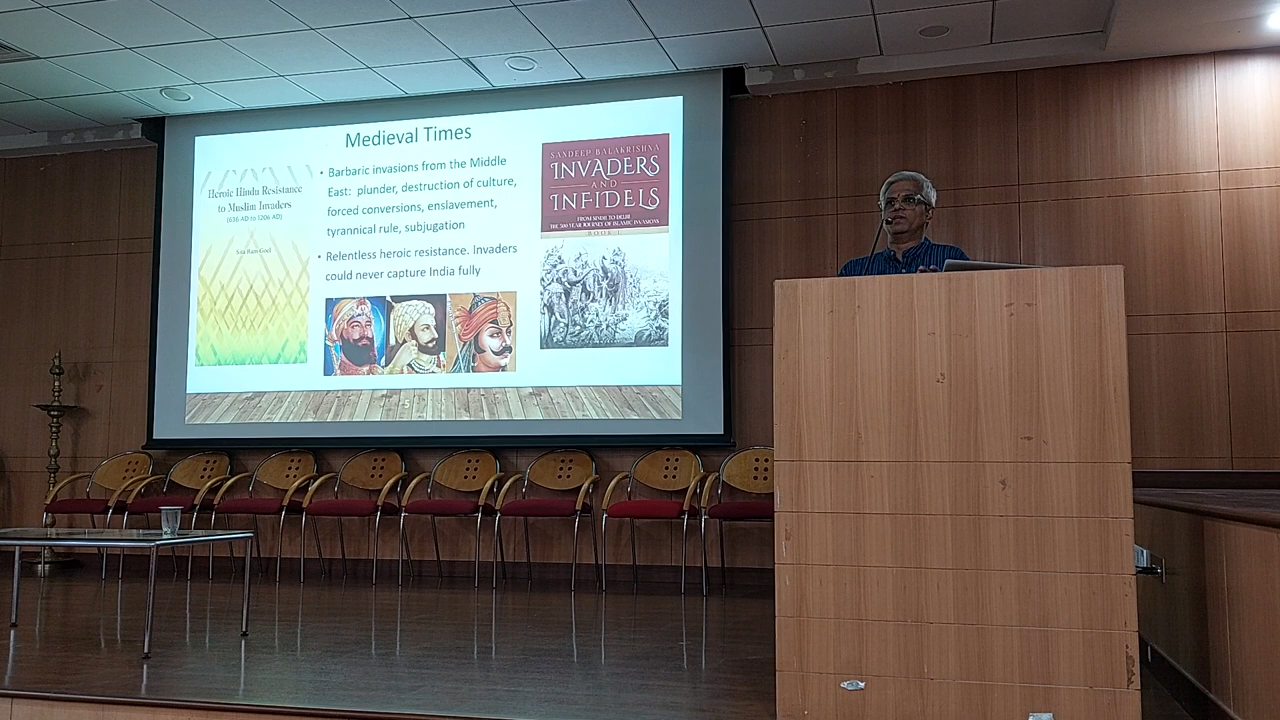 Medieval Times
Heroic Hindu Resistance
to Muslim Invaders
(636 AD to 1206 AD)
Sita Ram Goel
• Barbaric invasions from the Middle
East: plunder, destruction of culture,
forced conversions, enslavement,
tyrannical rule, subjugation
• Relentless heroic resistance. Invaders
could never capture India fully
SANDEEP BALAKRISHNA
INVADERS
AND
INFIDELS
FROM SINDH TO DELHI
THE 500 YEAR JOURNEY OF ISLAMIC INVASIONS
BOOK 1